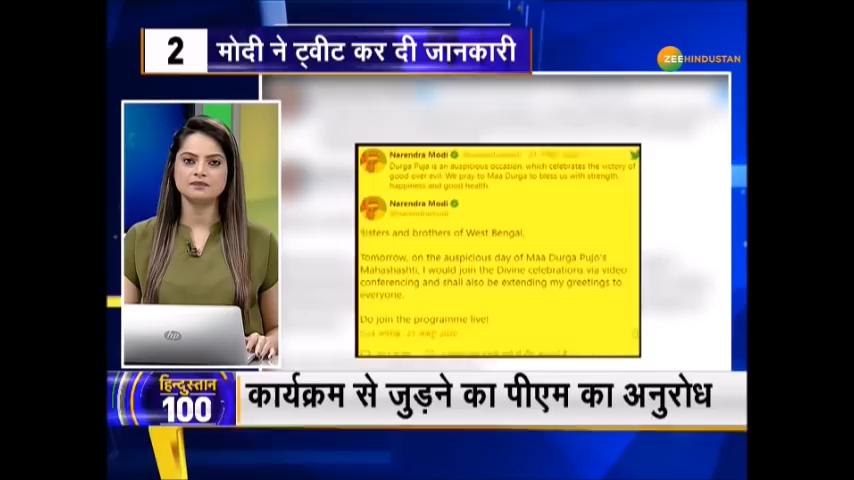 2
मोदी ने ट्वीट कर दी जानकारी
ZEE HINDUSTAN
Narendra Modi
Durga Puja is an auspicious occasion, which celebrates the victory of
good over evil. We pray to Maa Durga to bless us with strength,
happiness and good health.
Narendra Modi
@narendramodi
Sisters and brothers of West Bengal,
Tomorrow, on the auspicious day of Maa Durga Pujo's
Mahashashti, I would join the Divine celebrations via video
conferencing and shall also be extending my greetings to
everyone.
Do join the programme live!
hp
हिन्दुस्तान
100
कार्यक्रम से जुड़ने का पीएम का अनुरोध